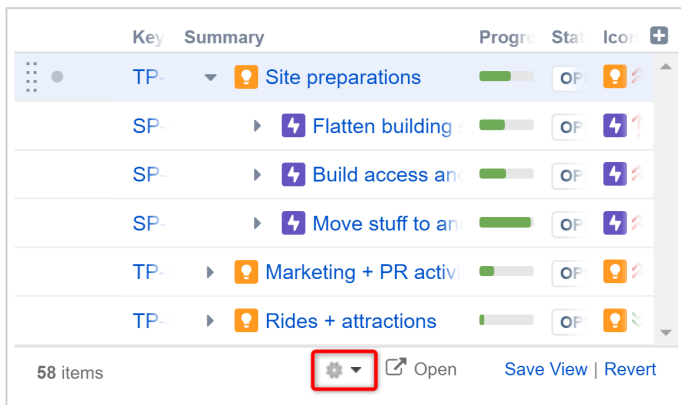 Key Summary Progre Stat Icon
TP- Site preparations OP
SP- Flatten building OP
SP- Build access and OP
SP- Move stuff to an OP
TP- Marketing + PR activi OP
TP- Rides + attractions OP
58 items Open Save View | Revert